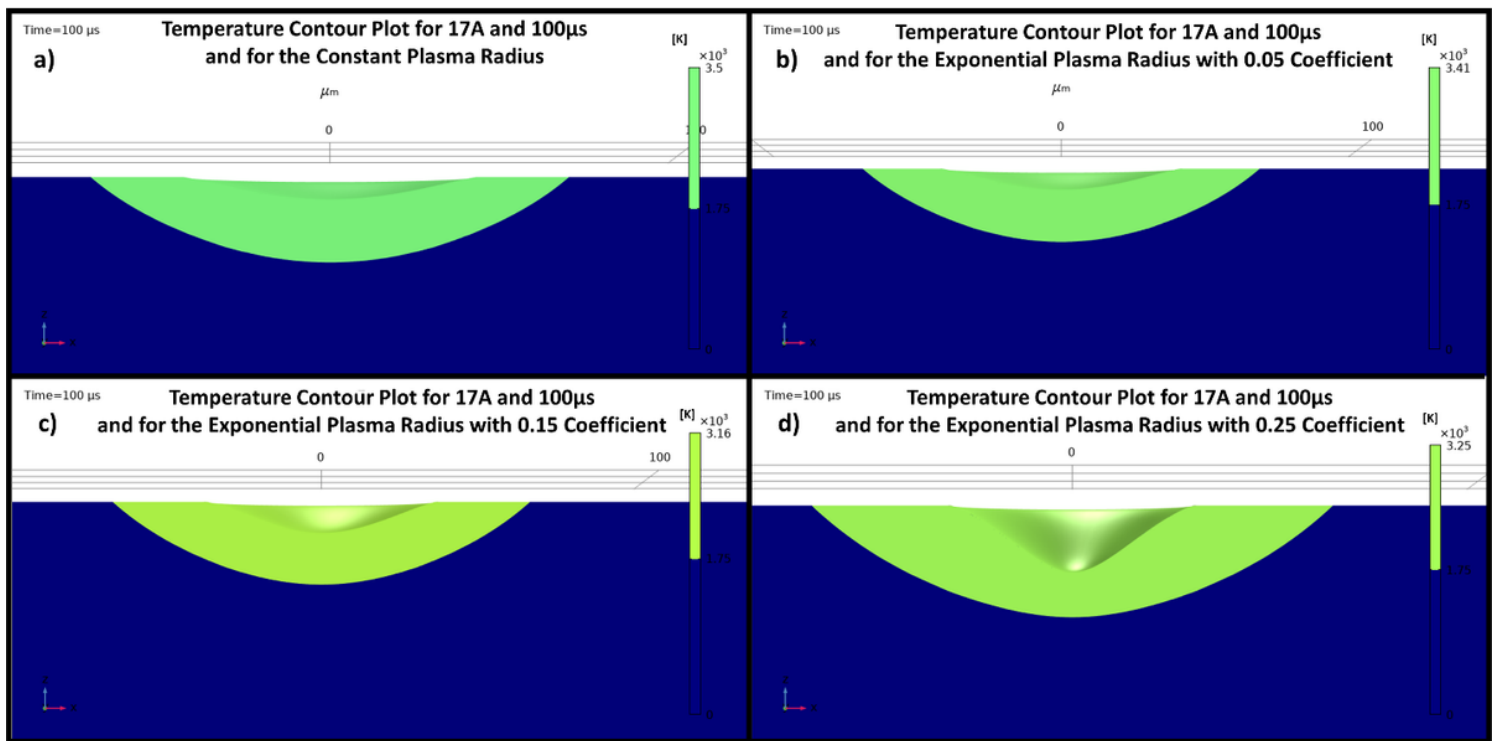 Time=100 μs
Temperature Contour Plot for 17A and 100μs
and for the Constant Plasma Radius
a)
[K]
×10³
3.5
μm
0
1.75
0
z
x
Time=100 μs
Temperature Contour Plot for 17A and 100μs
and for the Exponential Plasma Radius with 0.05 Coefficient
b)
[K]
×10³
3.41
μm
0
100
1.75
0
z
x
Time=100 μs
Temperature Contour Plot for 17A and 100μs
and for the Exponential Plasma Radius with 0.15 Coefficient
c)
[K]
×10³
3.16
0
100
1.75
0
z
x
Time=100 μs
Temperature Contour Plot for 17A and 100μs
and for the Exponential Plasma Radius with 0.25 Coefficient
d)
[K]
×10³
3.25
0
1.75
0
z
x